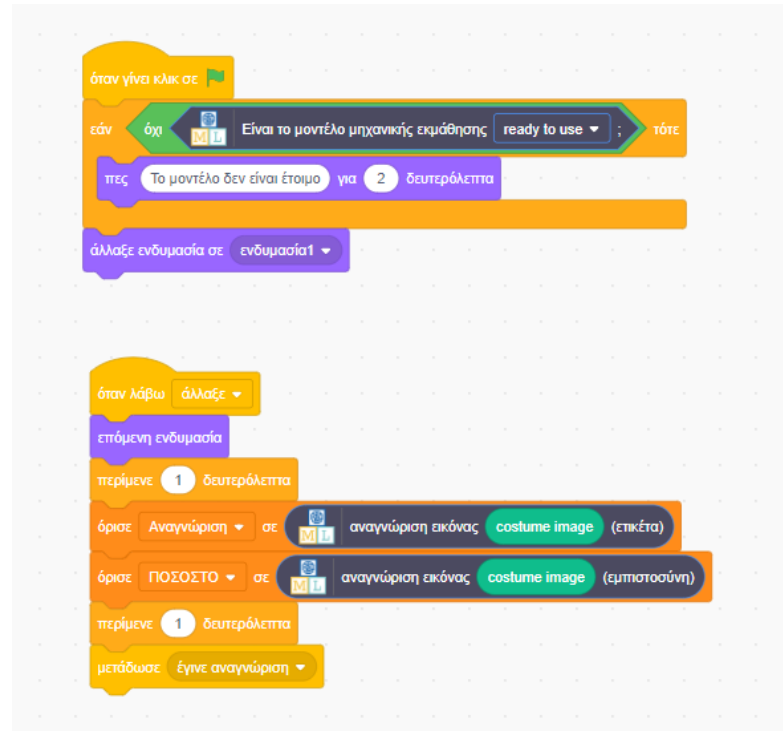 όταν γίνει κλικ σε
εάν όχι ML Είναι το μοντέλο μηχανικής εκμάθησης ready to use ; τότε
πες Το μοντέλο δεν είναι έτοιμο για 2 δευτερόλεπτα
άλλαξε ενδυμασία σε ενδυμασία1
όταν λάβω άλλαξε
επόμενη ενδυμασία
περίμενε 1 δευτερόλεπτα
όρισε Αναγνώριση σε ML αναγνώριση εικόνας costume image (ετικέτα)
όρισε ΠΟΣΟΣΤΟ σε ML αναγνώριση εικόνας costume image (εμπιστοσύνη)
περίμενε 1 δευτερόλεπτα
μετάδωσε έγινε αναγνώριση